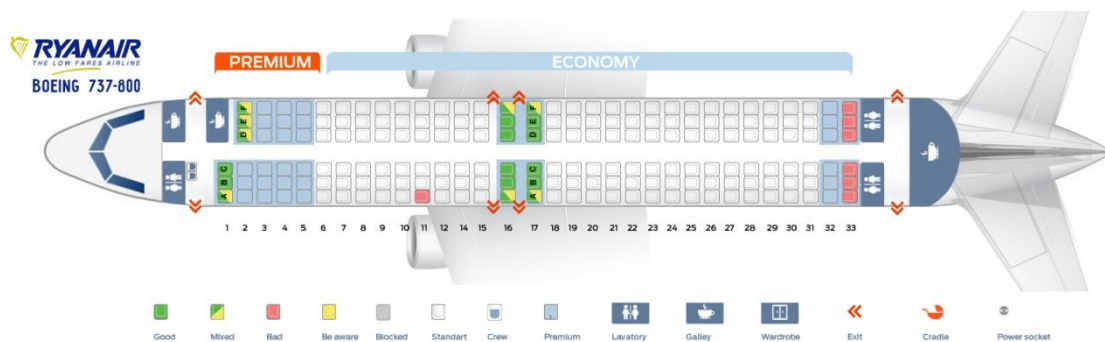 RYANAIR
THE LOW FARES AIRLINE
BOEING 737-800
PREMIUM ECONOMY
D E F D E F
A B C A B C
1 2 3 4 5 6 7 8 9 10 11 12 14 15 16 17 18 19 20 21 22 23 24 25 26 27 28 29 30 31 32 33
Good Mixed Bad Be aware Blocked Standart Crew Premium Lavatory Galley Wardrobe Exit Cradle Power socket